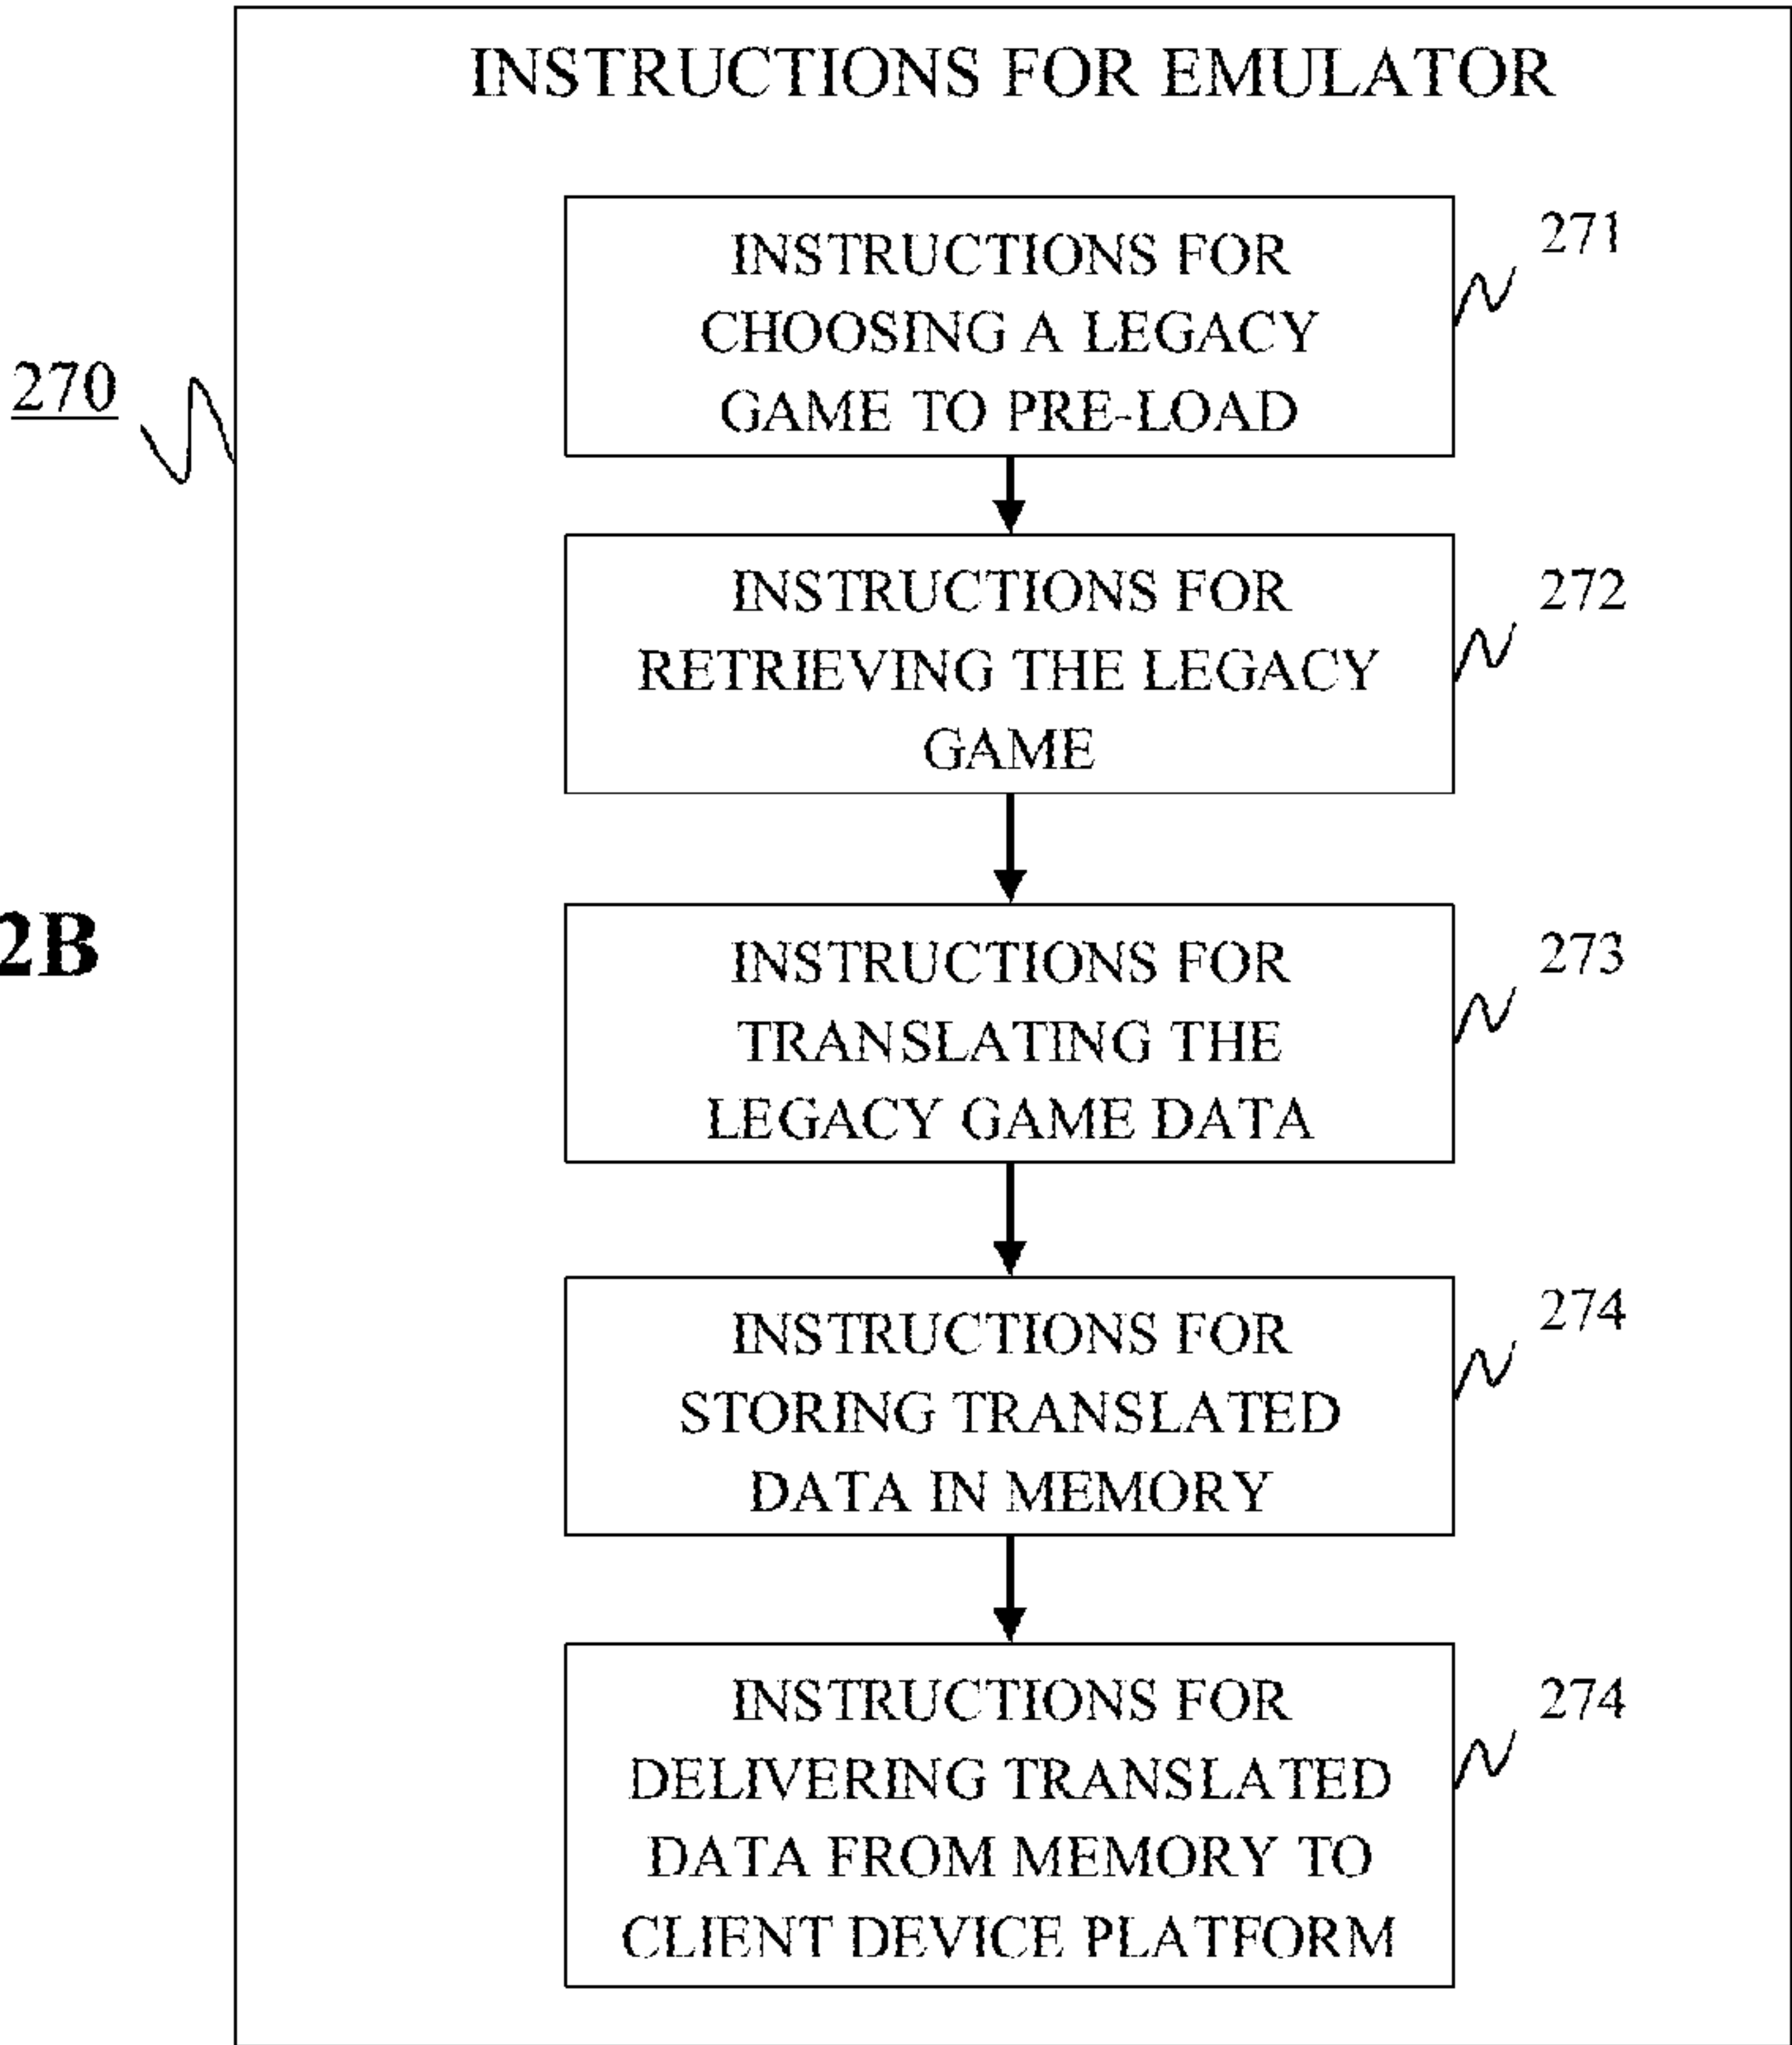 INSTRUCTIONS FOR EMULATOR
INSTRUCTIONS FOR
CHOOSING A LEGACY
GAME TO PRE-LOAD
271
270
INSTRUCTIONS FOR
RETRIEVING THE LEGACY
GAME
272
2B
INSTRUCTIONS FOR
TRANSLATING THE
LEGACY GAME DATA
273
INSTRUCTIONS FOR
STORING TRANSLATED
DATA IN MEMORY
274
INSTRUCTIONS FOR
DELIVERING TRANSLATED
DATA FROM MEMORY TO
CLIENT DEVICE PLATFORM
274